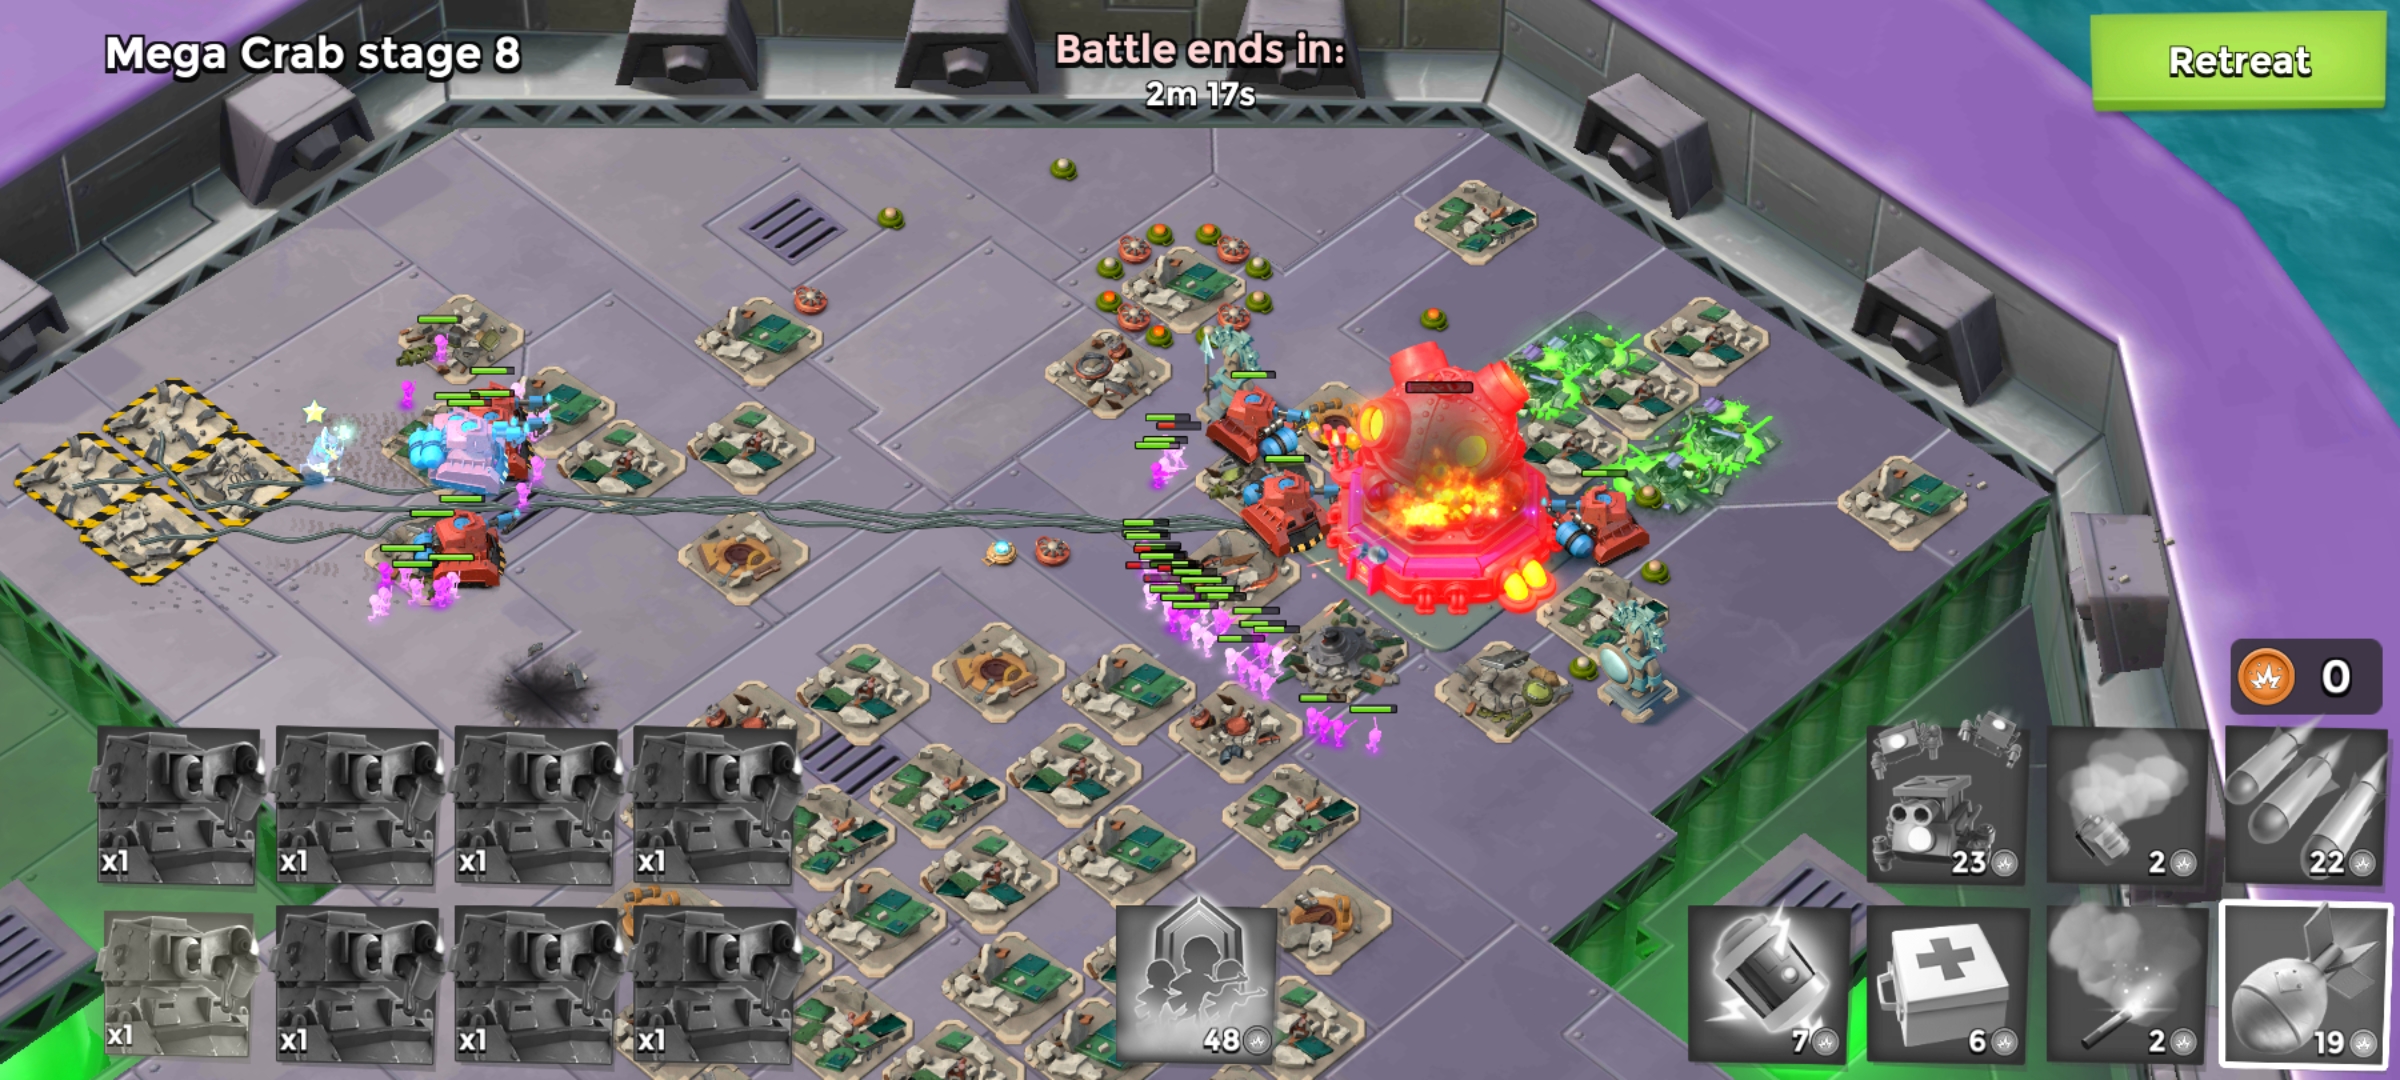 Mega Crab stage 8
Battle ends in:
2m 17s
Retreat
0
x1
x1
x1
x1
23
2
22
x1
x1
x1
x1
48
7
6
2
19